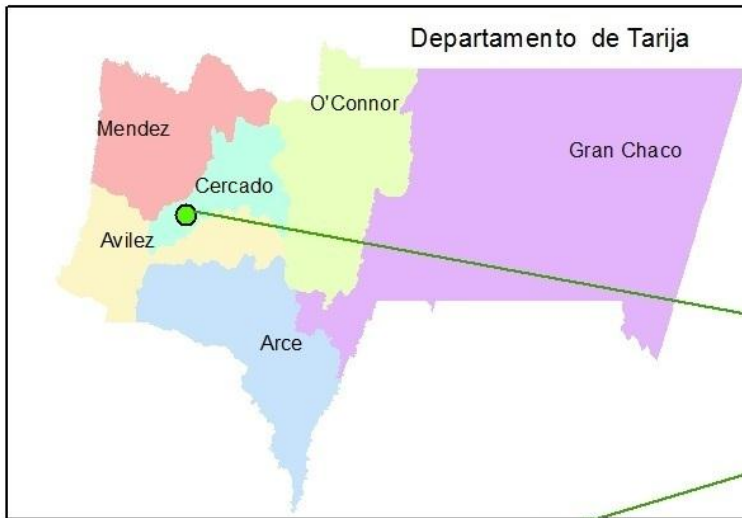 Departamento de Tarija
O'Connor
Mendez
Gran Chaco
Cercado
Avilez
Arce